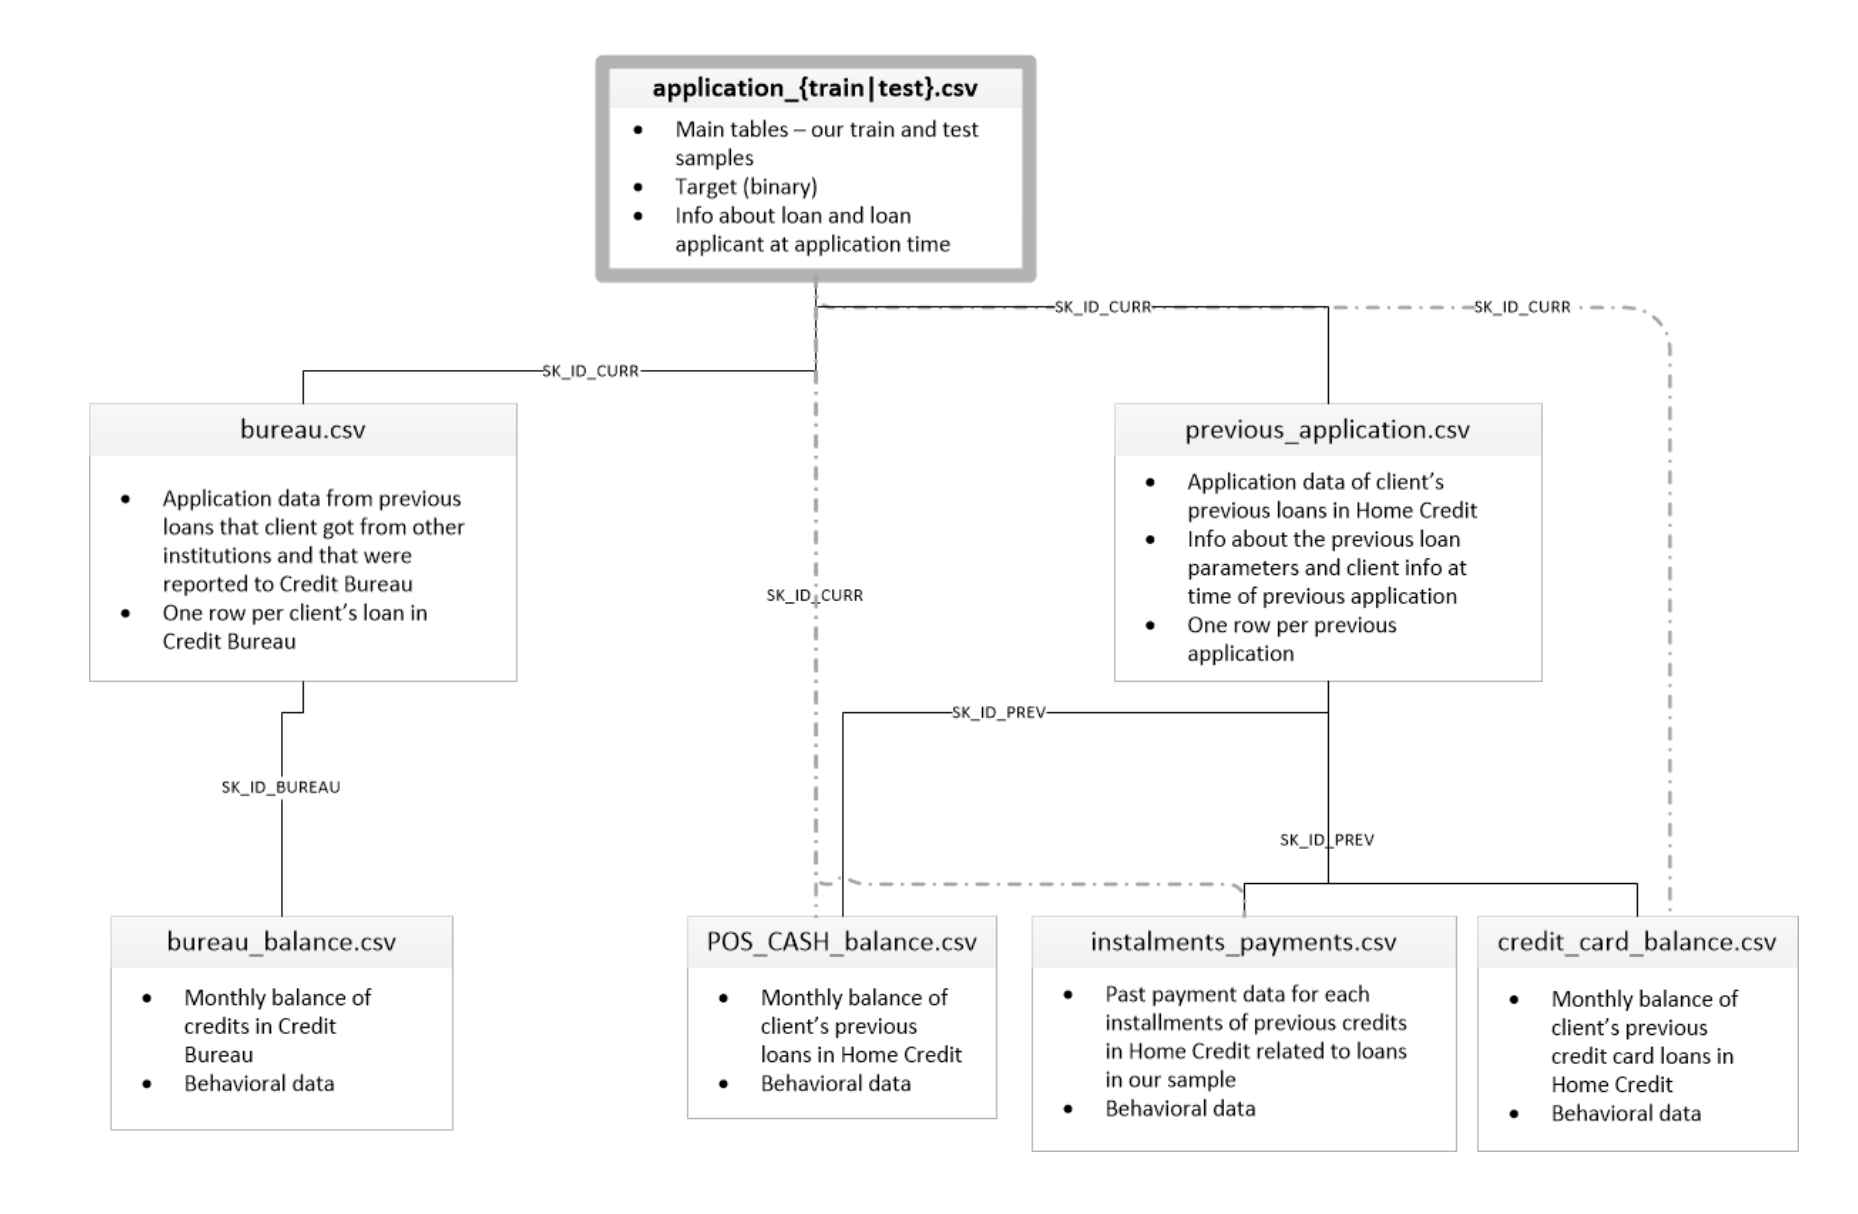 application_{train|test}.csv
• Main tables – our train and test
samples
• Target (binary)
• Info about loan and loan
applicant at application time
SK_ID_CURR
SK_ID_CURR
SK_ID_CURR
bureau.csv
• Application data from previous
loans that client got from other
institutions and that were
reported to Credit Bureau
• One row per client’s loan in
Credit Bureau
previous_application.csv
• Application data of client’s
previous loans in Home Credit
• Info about the previous loan
parameters and client info at
time of previous application
• One row per previous
application
SK_ID_CURR
SK_ID_PREV
SK_ID_BUREAU
SK_ID_PREV
bureau_balance.csv
• Monthly balance of
credits in Credit
Bureau
• Behavioral data
POS_CASH_balance.csv
• Monthly balance of
client’s previous
loans in Home Credit
• Behavioral data
instalments_payments.csv
• Past payment data for each
installments of previous credits
in Home Credit related to loans
in our sample
• Behavioral data
credit_card_balance.csv
• Monthly balance of
client’s previous
credit card loans in
Home Credit
• Behavioral data